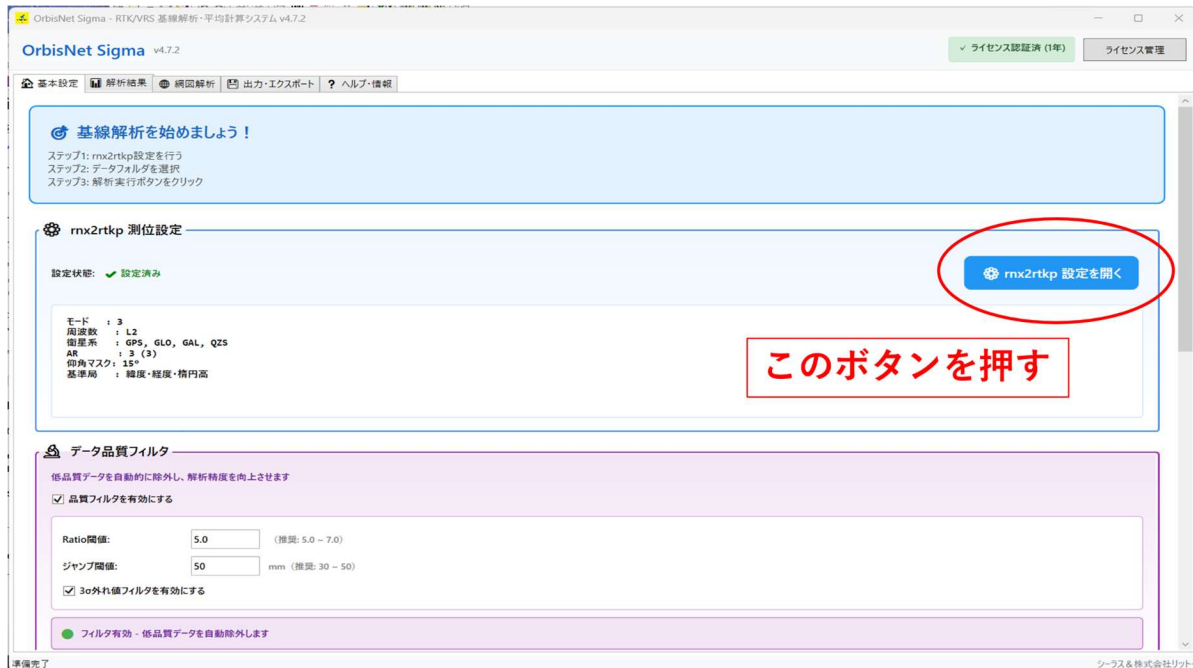 OrbisNet Sigma - RTK/VRS 基線解析・平均計算システム v4.7.2
OrbisNet Sigma v4.7.2
✓ ライセンス認証済 (1年)
ライセンス管理
基本設定
解析結果
網図解析
出力・エクスポート
? ヘルプ・情報
基線解析を始めましょう！
ステップ1: rnx2rtkp設定を行う
ステップ2: データフォルダを選択
ステップ3: 解析実行ボタンをクリック
rnx2rtkp 測位設定
設定状態: ✔ 設定済み
rnx2rtkp 設定を開く
モード : 3
周波数 : L2
衛星系 : GPS, GLO, GAL, QZS
AR : 3 (3)
仰角マスク: 15°
基準局 : 緯度・経度・楕円高
このボタンを押す
データ品質フィルタ
低品質データを自動的に除外し、解析精度を向上させます
品質フィルタを有効にする
Ratio閾値: 5.0 (推奨: 5.0 ~ 7.0)
ジャンプ閾値: 50 mm (推奨: 30 ~ 50)
3σ外れ値フィルタを有効にする
フィルタ有効 - 低品質データを自動除外します
準備完了
シーラス&株式会社リット